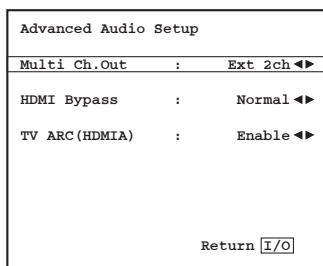 Advanced Audio Setup
Multi Ch.Out : Ext 2ch◄►
HDMI Bypass : Normal◄►
TV ARC(HDMIA) : Enable◄►
Return I/O